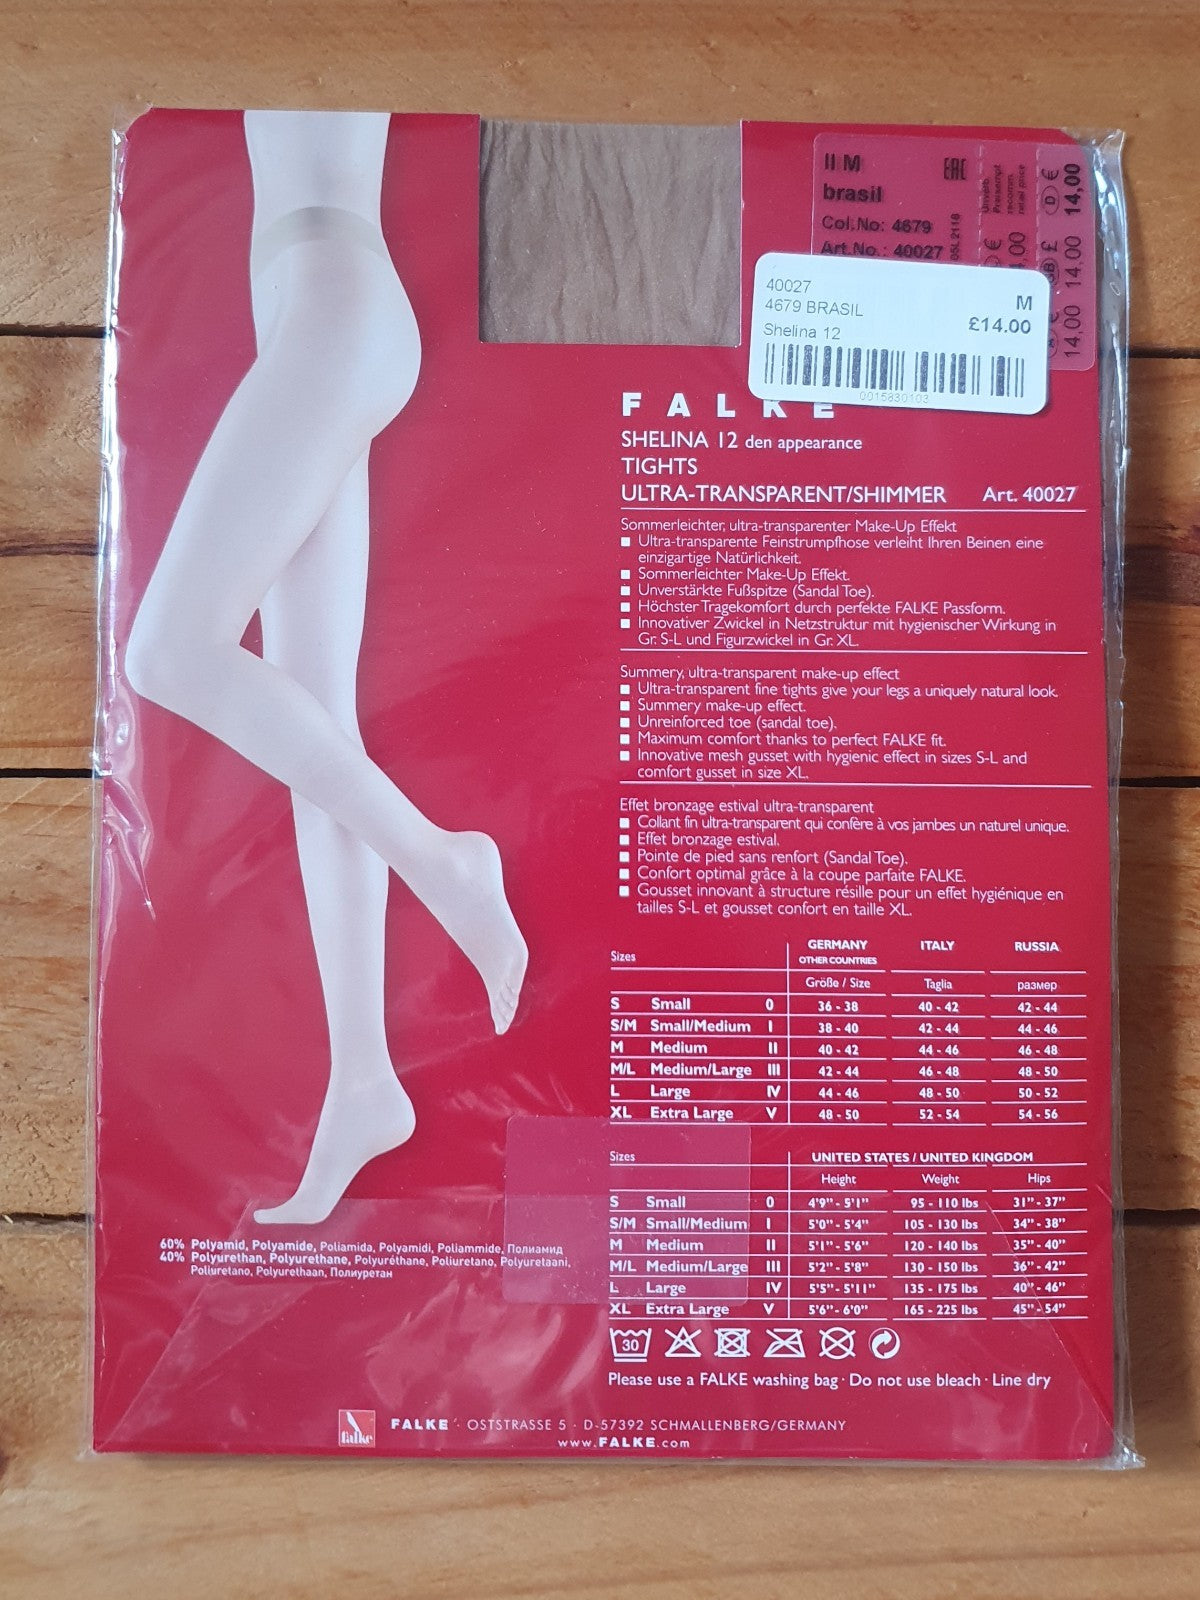 II M
EAC
brasil
Col.No: 4679
Art.No.: 40027
05L2118
unverb.
Preisempf.
recomm.
retail price
D €
14,00
GB £
14.00
€
14,00
40027
4679 BRASIL
M
Shelina 12
£14.00
0015830103
FALKE
SHELINA 12 den appearance
TIGHTS
ULTRA-TRANSPARENT/SHIMMER Art. 40027
Sommerleichter, ultra-transparenter Make-Up Effekt
Ultra-transparente Feinstrumpfhose verleiht Ihren Beinen eine
einzigartige Natürlichkeit.
Sommerleichter Make-Up Effekt.
Unverstärkte Fußspitze (Sandal Toe).
Höchster Tragekomfort durch perfekte FALKE Passform.
Innovativer Zwickel in Netzstruktur mit hygienischer Wirkung in
Gr. S-L und Figurzwickel in Gr. XL.
Summery, ultra-transparent make-up effect
Ultra-transparent fine tights give your legs a uniquely natural look.
Summery make-up effect.
Unreinforced toe (sandal toe).
Maximum comfort thanks to perfect FALKE fit.
Innovative mesh gusset with hygienic effect in sizes S-L and
comfort gusset in size XL.
Effet bronzage estival ultra-transparent
Collant fin ultra-transparent qui confère à vos jambes un naturel unique.
Effet bronzage estival.
Pointe de pied sans renfort (Sandal Toe).
Confort optimal grâce à la coupe parfaite FALKE.
Gousset innovant à structure résille pour un effet hygiénique en
tailles S-L et gousset confort en taille XL.
Sizes GERMANY OTHER COUNTRIES ITALY RUSSIA
Größe / Size Taglia размер
S Small 0 36 - 38 40 - 42 42 - 44
S/M Small/Medium I 38 - 40 42 - 44 44 - 46
M Medium II 40 - 42 44 - 46 46 - 48
M/L Medium/Large III 42 - 44 46 - 48 48 - 50
L Large IV 44 - 46 48 - 50 50 - 52
XL Extra Large V 48 - 50 52 - 54 54 - 56
Sizes UNITED STATES / UNITED KINGDOM
Height Weight Hips
S Small 0 4'9" - 5'1" 95 - 110 lbs 31" - 37"
S/M Small/Medium I 5'0" - 5'4" 105 - 130 lbs 34" - 38"
M Medium II 5'1" - 5'6" 120 - 140 lbs 35" - 40"
M/L Medium/Large III 5'2" - 5'8" 130 - 150 lbs 36" - 42"
L Large IV 5'5" - 5'11" 135 - 175 lbs 40" - 46"
XL Extra Large V 5'6" - 6'0" 165 - 225 lbs 45" - 54"
60% Polyamid, Polyamide, Poliamida, Polyamidi, Poliammide, Полиамид
40% Polyurethan, Polyurethane, Polyuréthane, Poliuretano, Polyuretaani,
Poliuretano, Polyurethaan, Полиуретан
30
Please use a FALKE washing bag · Do not use bleach · Line dry
falke
FALKE · OSTSTRASSE 5 · D-57392 SCHMALLENBERG/GERMANY
www.FALKE.com